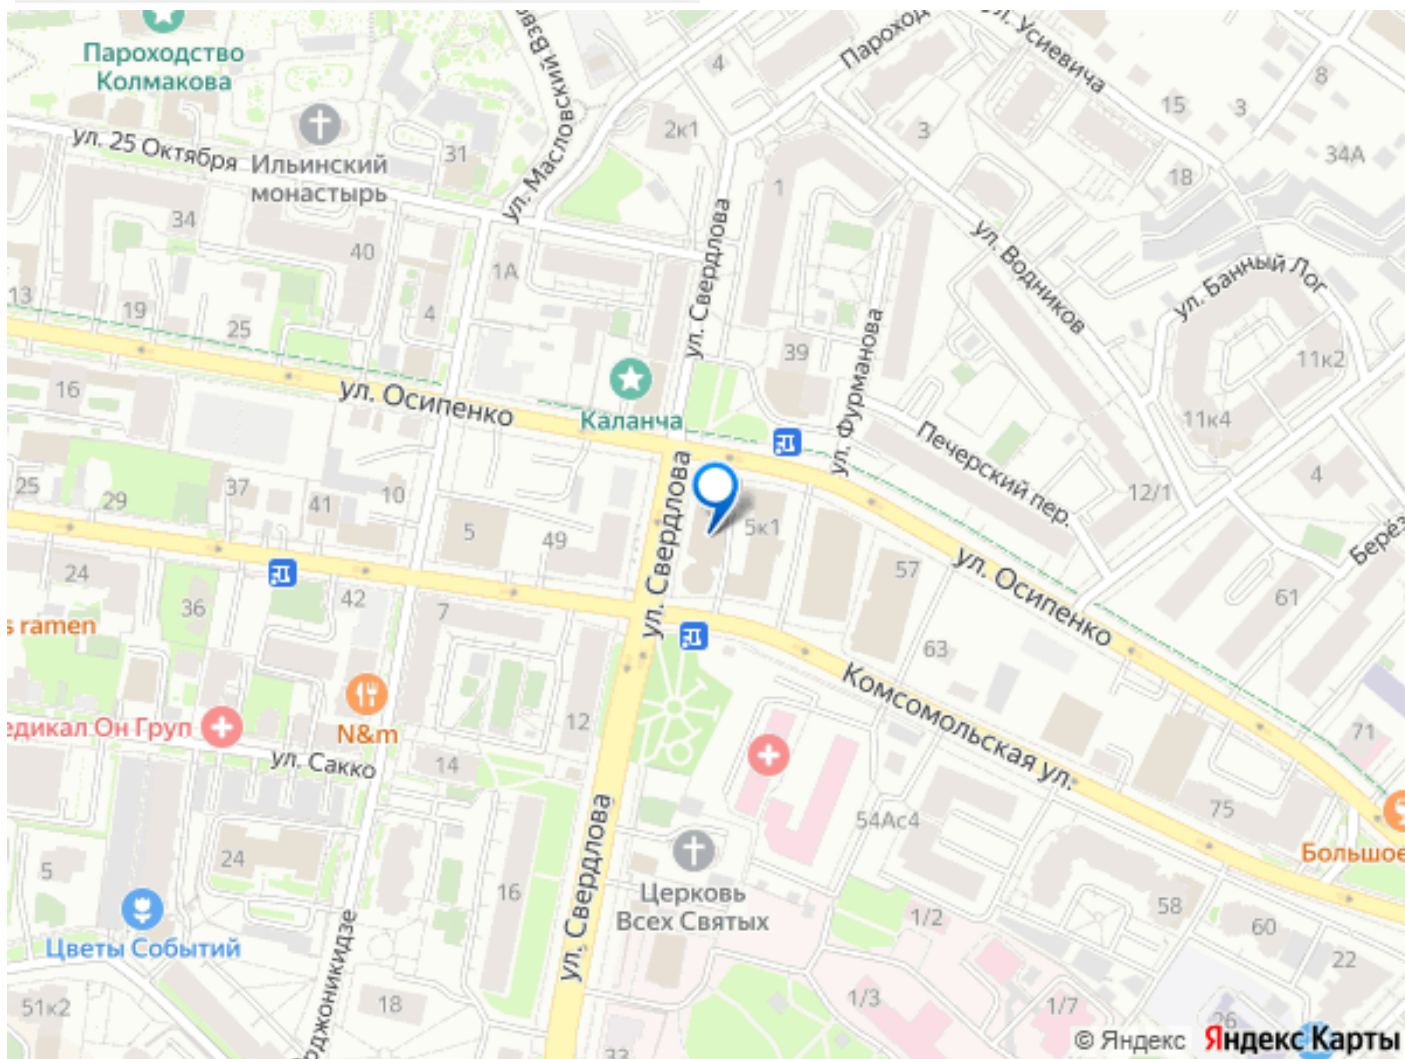 Пароходство
Колмакова
ул. 25 Октября
Ильинский
монастырь
ул. Масловский Взвоз
31
34
40
4
2к1
Пароход
ул. Усиевича
8
15
3
3
34А
18
1
1А
ул. Свердлова
ул. Водников
ул. Банный Лог
13
19
25
4
39
ул. Фурманова
11к2
16
ул. Осипенко
Каланча
11к4
Печерский пер.
12/1
4
Берёз
25
29
37
41
10
5
49
ул. Свердлова
5к1
57
ул. Осипенко
24
36
42
7
61
s ramen
63
Комсомольская ул.
N&m
12
71
едикал Он Груп
ул. Сакко
14
75
54Ас4
Большое
5
24
16
ул. Свердлова
Церковь
Всех Святых
1/2
58
60
22
Цветы Событий
рджоникидзе
51к2
18
1/3
1/7
26
33
© Яндекс Яндекс Карты